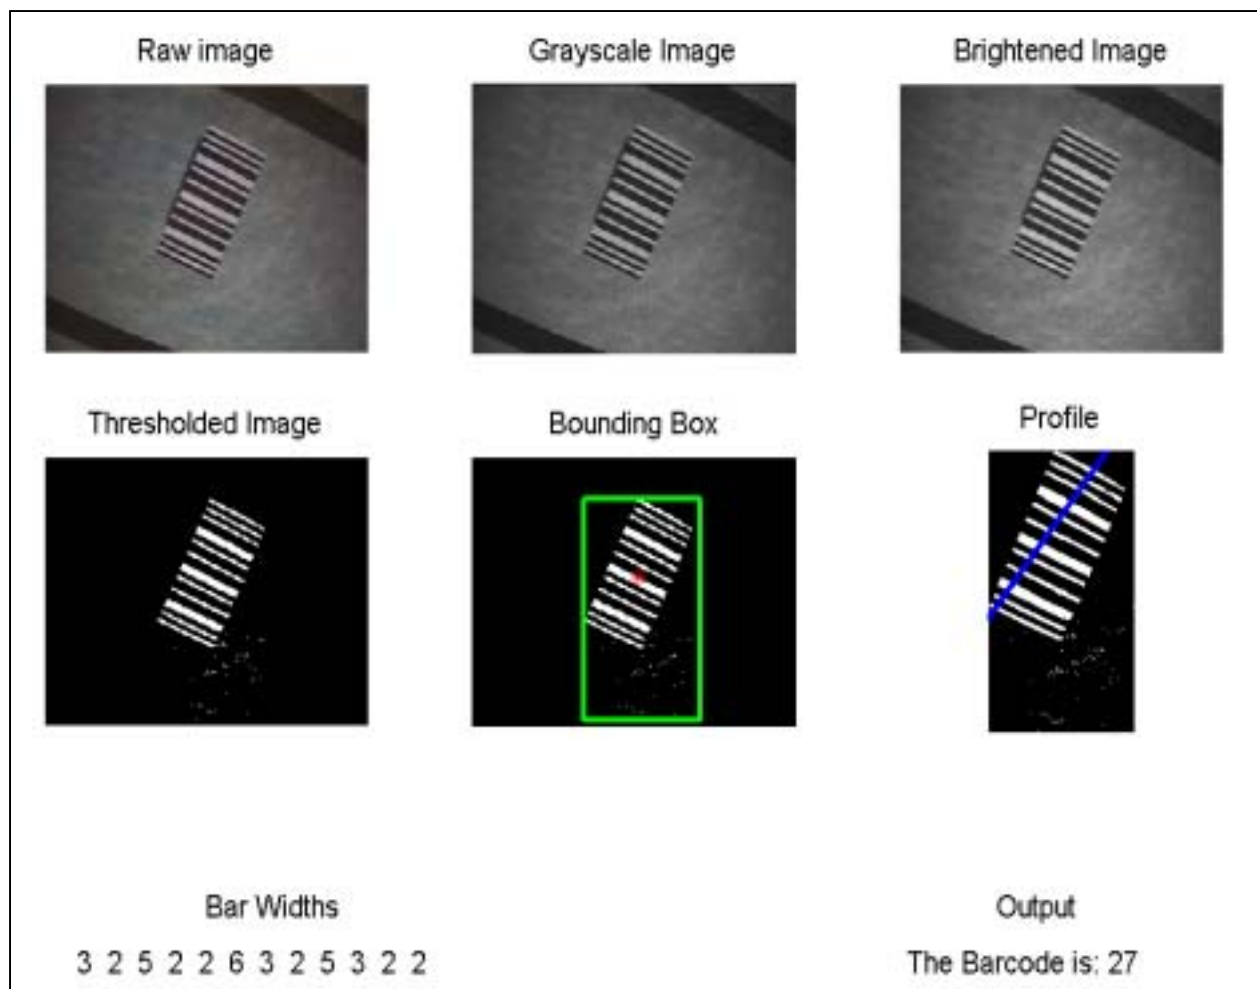 Raw image
Grayscale Image
Brightened Image
Thresholded Image
Bounding Box
Profile
Bar Widths
Output
3 2 5 2 2 6 3 2 5 3 2 2
The Barcode is: 27